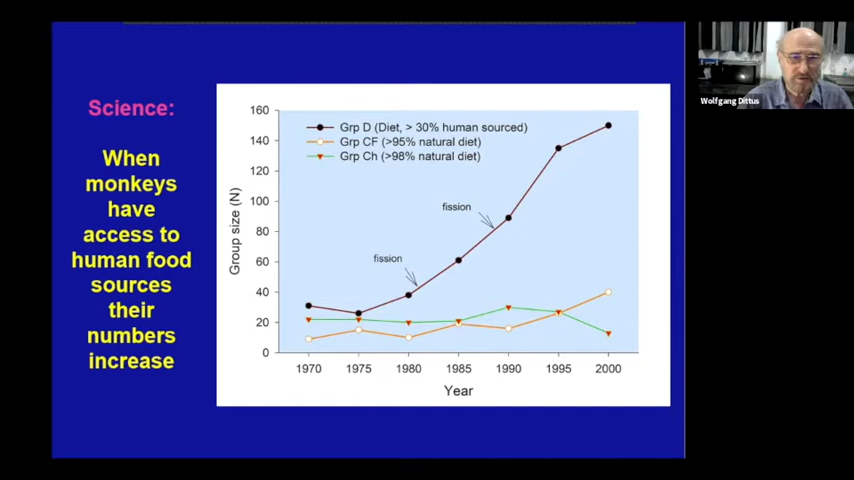 Science:
When
monkeys
have
access to
human food
sources
their
numbers
increase
160
140
120
100
80
60
40
20
0
Group size (N)
Grp D (Diet, > 30% human sourced)
Grp CF (>95% natural diet)
Grp Ch (>98% natural diet)
fission
fission
1970 1975 1980 1985 1990 1995 2000
Year
Wolfgang Dittus